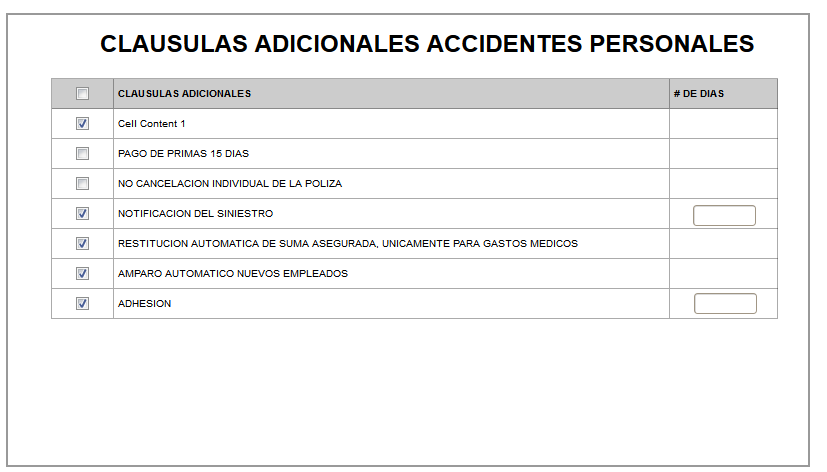 CLAUSULAS ADICIONALES ACCIDENTES PERSONALES
CLAUSULAS ADICIONALES # DE DIAS
Cell Content 1
PAGO DE PRIMAS 15 DIAS
NO CANCELACION INDIVIDUAL DE LA POLIZA
NOTIFICACION DEL SINIESTRO
RESTITUCION AUTOMATICA DE SUMA ASEGURADA, UNICAMENTE PARA GASTOS MEDICOS
AMPARO AUTOMATICO NUEVOS EMPLEADOS
ADHESION